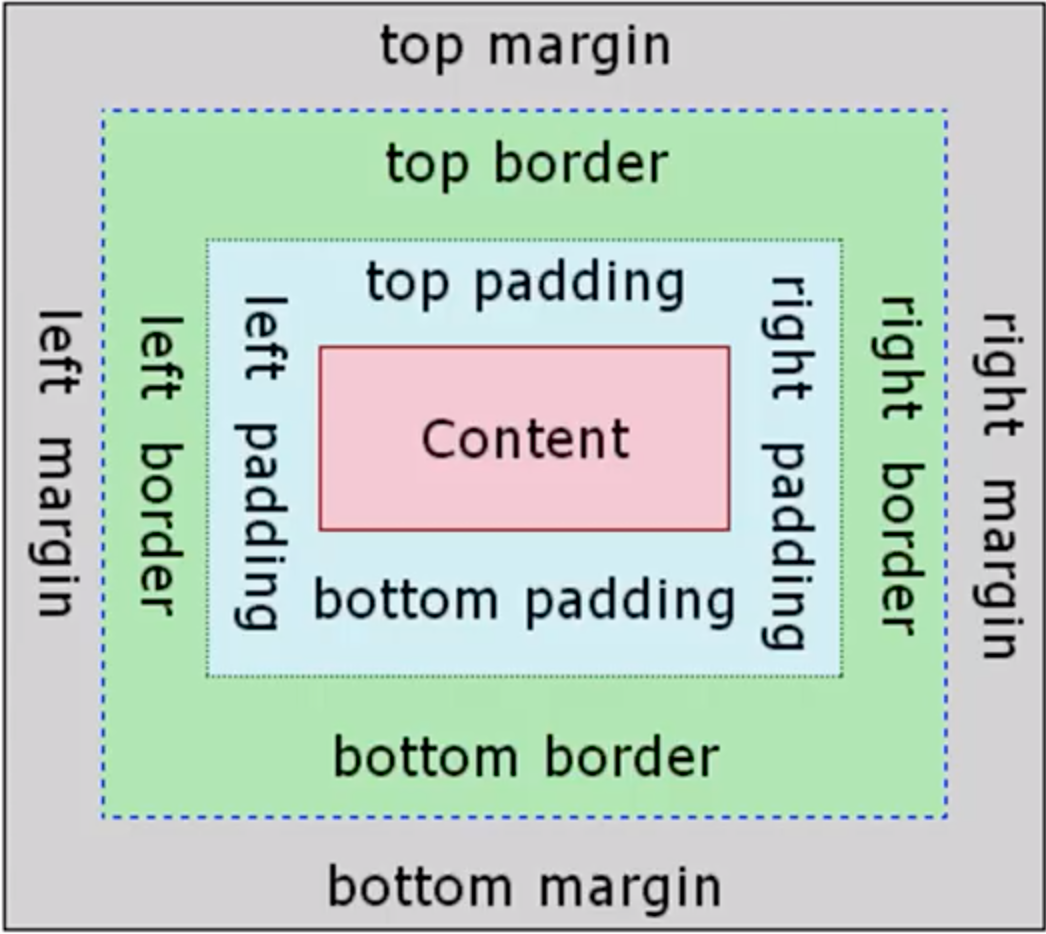 top margin
top border
top padding
left margin
left border
left padding
Content
right padding
right border
right margin
bottom padding
bottom border
bottom margin